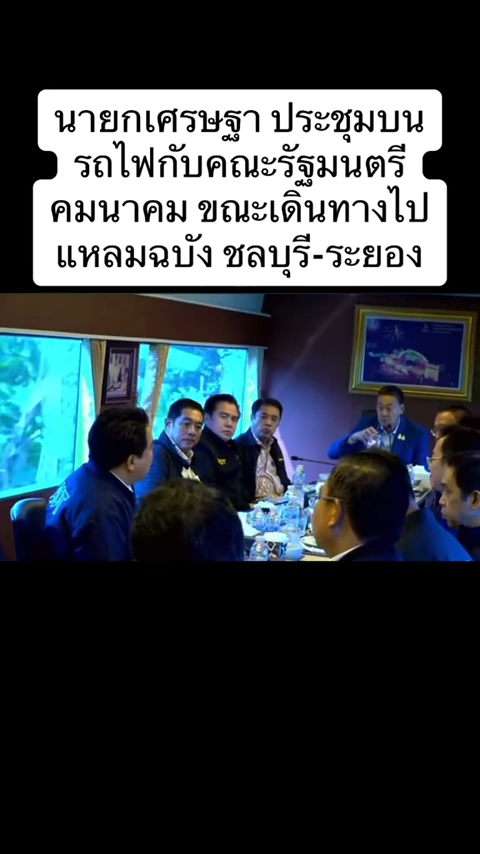 นายกเศรษฐา ประชุมบน
รถไฟกับคณะรัฐมนตรี
คมนาคม ขณะเดินทางไป
แหลมฉบัง ชลบุรี-ระยอง